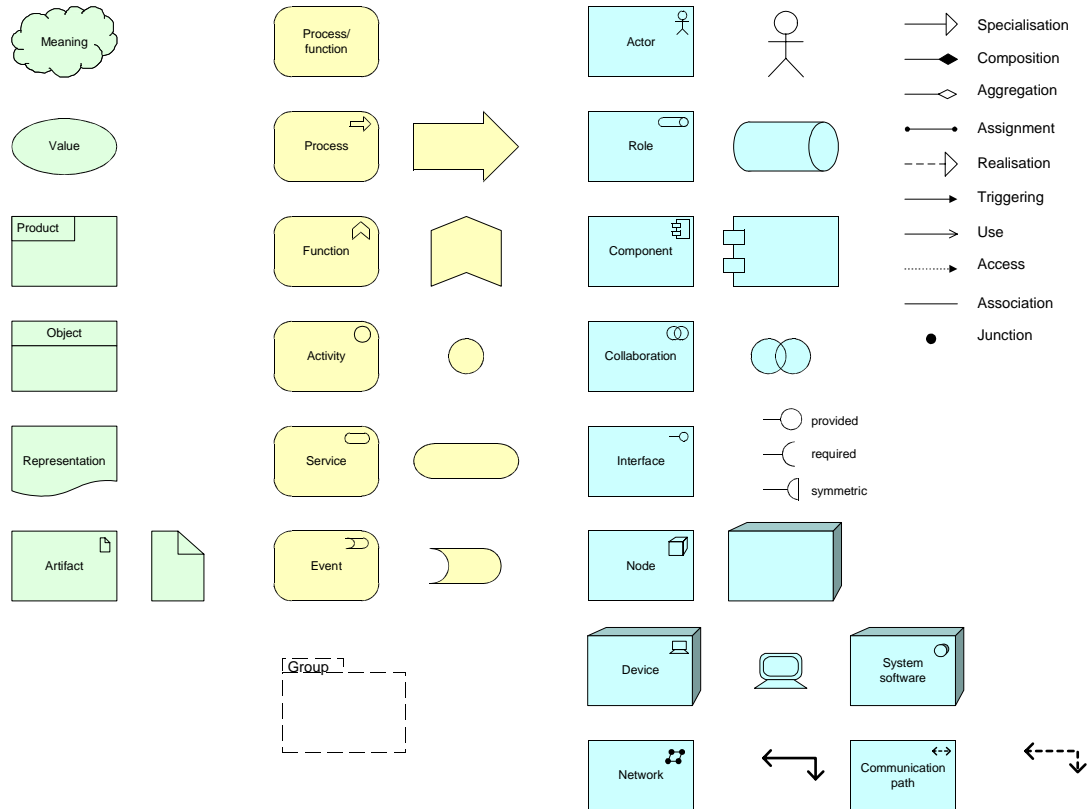 Meaning
Process/
function
Actor
Specialisation
Composition
Aggregation
Value
Process
Role
Assignment
Realisation
Triggering
Product
Function
Component
Use
Access
Association
Object
Activity
Collaboration
Junction
Representation
Service
Interface
provided
required
symmetric
Artifact
Event
Node
Group
Device
System
software
Network
Communication
path